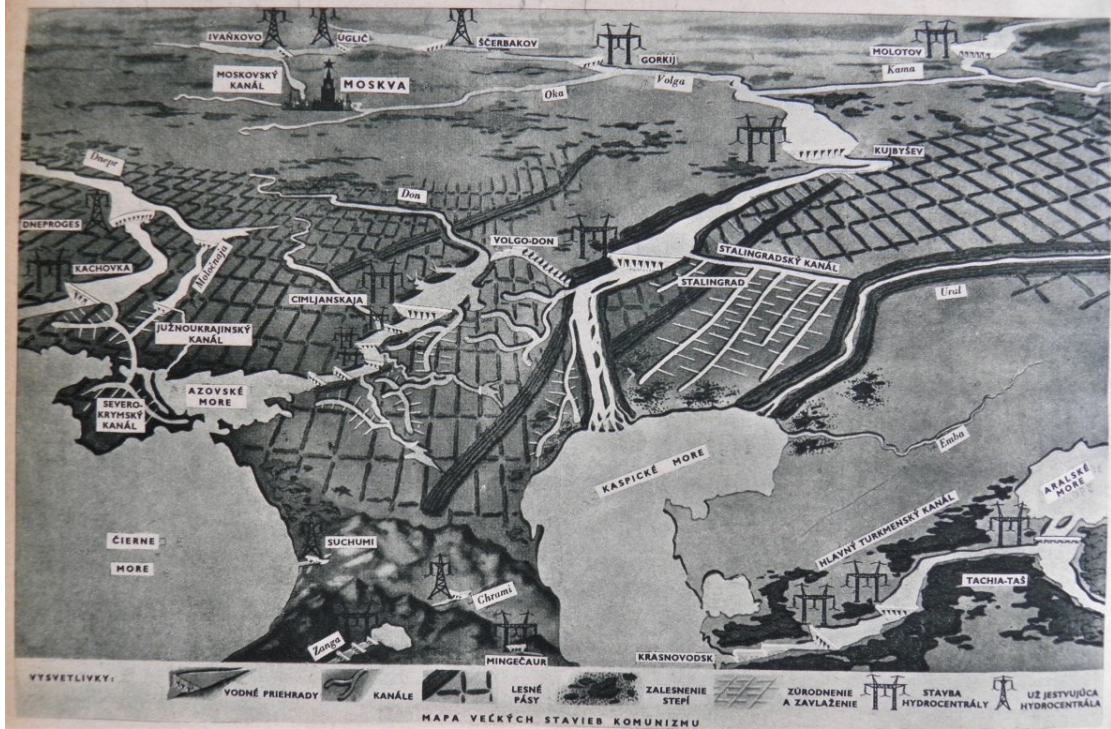 IVAŇKOVO
UGLIČ
ŠČERBAKOV
GORKIJ
MOLOTOV
MOSKOVSKÝ
KANÁL
MOSKVA
Oka
Volga
Kama
KUJBYŠEV
Dnepr
Don
DNEPROGES
VOLGO-DON
KACHOVKA
Moločnaja
STALINGRADSKÝ KANÁL
STALINGRAD
Ural
CIMLJANSKAJA
JUŽNOUKRAJINSKÝ
KANÁL
AZOVSKÉ
MORE
SEVERO-
KRYMSKÝ
KANÁL
Emba
KASPICKÉ MORE
ARALSKÉ
MORE
HLAVNÝ TURKMENSKÝ KANÁL
ČIERNE
MORE
SUCHUMI
TACHIA-TAŠ
Ghrami
Zanga
MINGEČAUR
KRASNOVODSK
VYSVETLIVKY:
VODNÉ PRIEHRADY
KANÁLE
LESNÉ
PÁSY
ZALESNENIE
STEPÍ
ZÚRODNENIE
A ZAVLAŽENIE
STAVBA
HYDROCENTRÁLY
UŽ JESTVUJÚCA
HYDROCENTRÁLA
MAPA VEĽKÝCH STAVIEB KOMUNIZMU